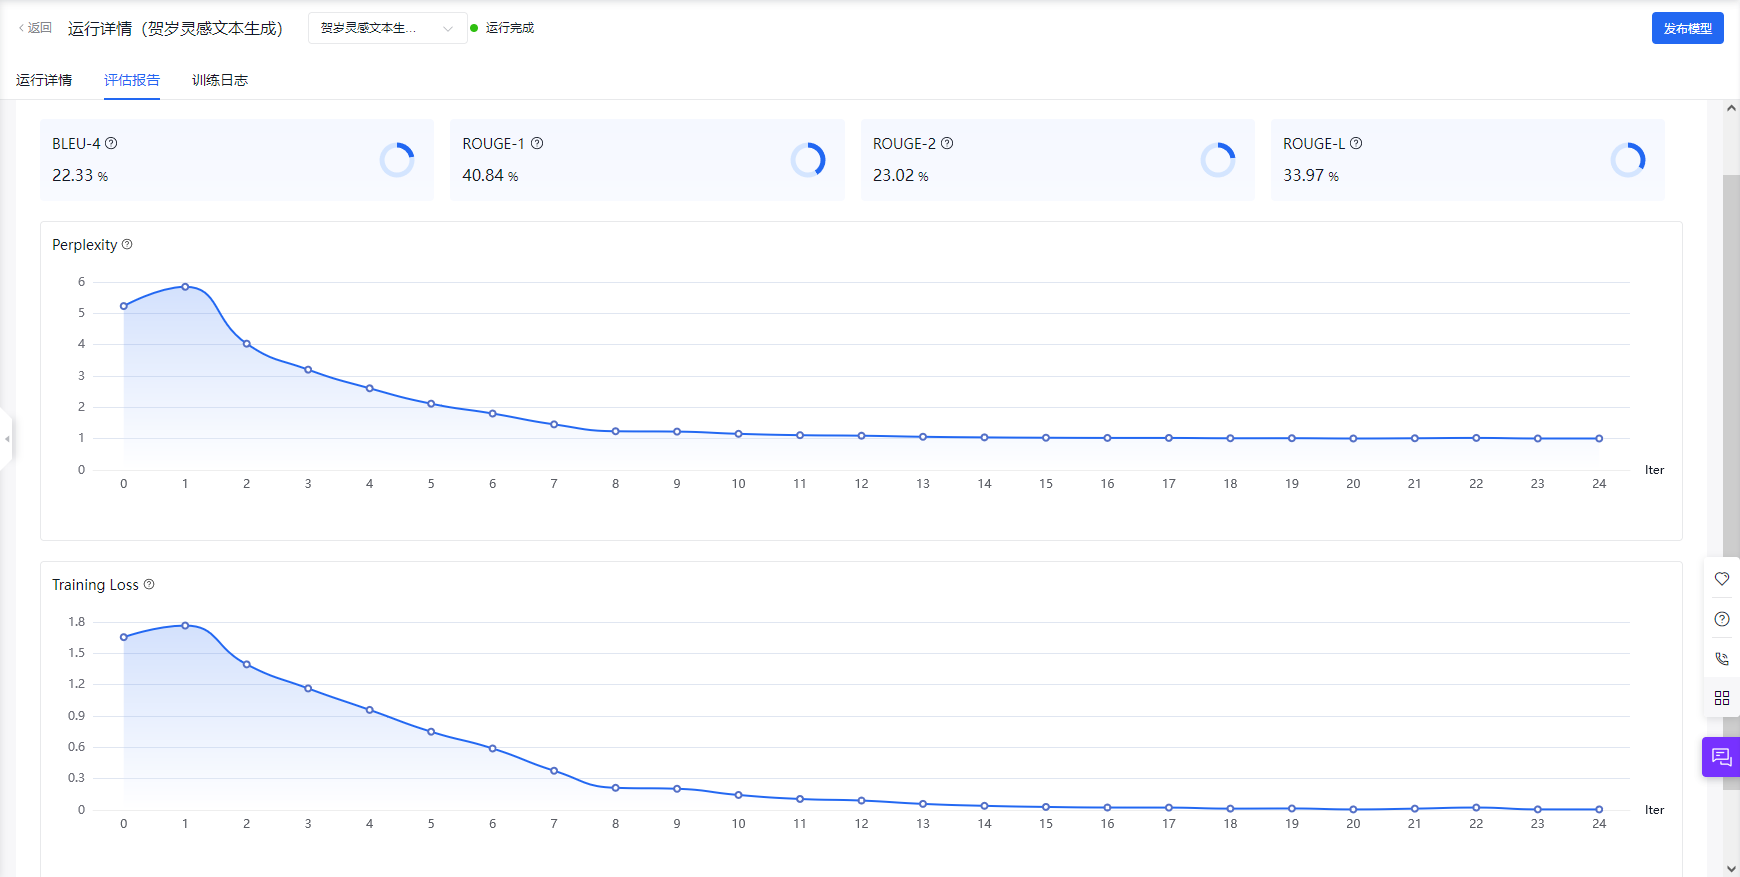 返回 运行详情（贺岁灵感文本生成） 贺岁灵感文本生... 运行完成 发布模型
运行详情 评估报告 训练日志
BLEU-4
22.33 %
ROUGE-1
40.84 %
ROUGE-2
23.02 %
ROUGE-L
33.97 %
Perplexity
6
5
4
3
2
1
0
0 1 2 3 4 5 6 7 8 9 10 11 12 13 14 15 16 17 18 19 20 21 22 23 24
Iter
Training Loss
1.8
1.5
1.2
0.9
0.6
0.3
0
0 1 2 3 4 5 6 7 8 9 10 11 12 13 14 15 16 17 18 19 20 21 22 23 24
Iter